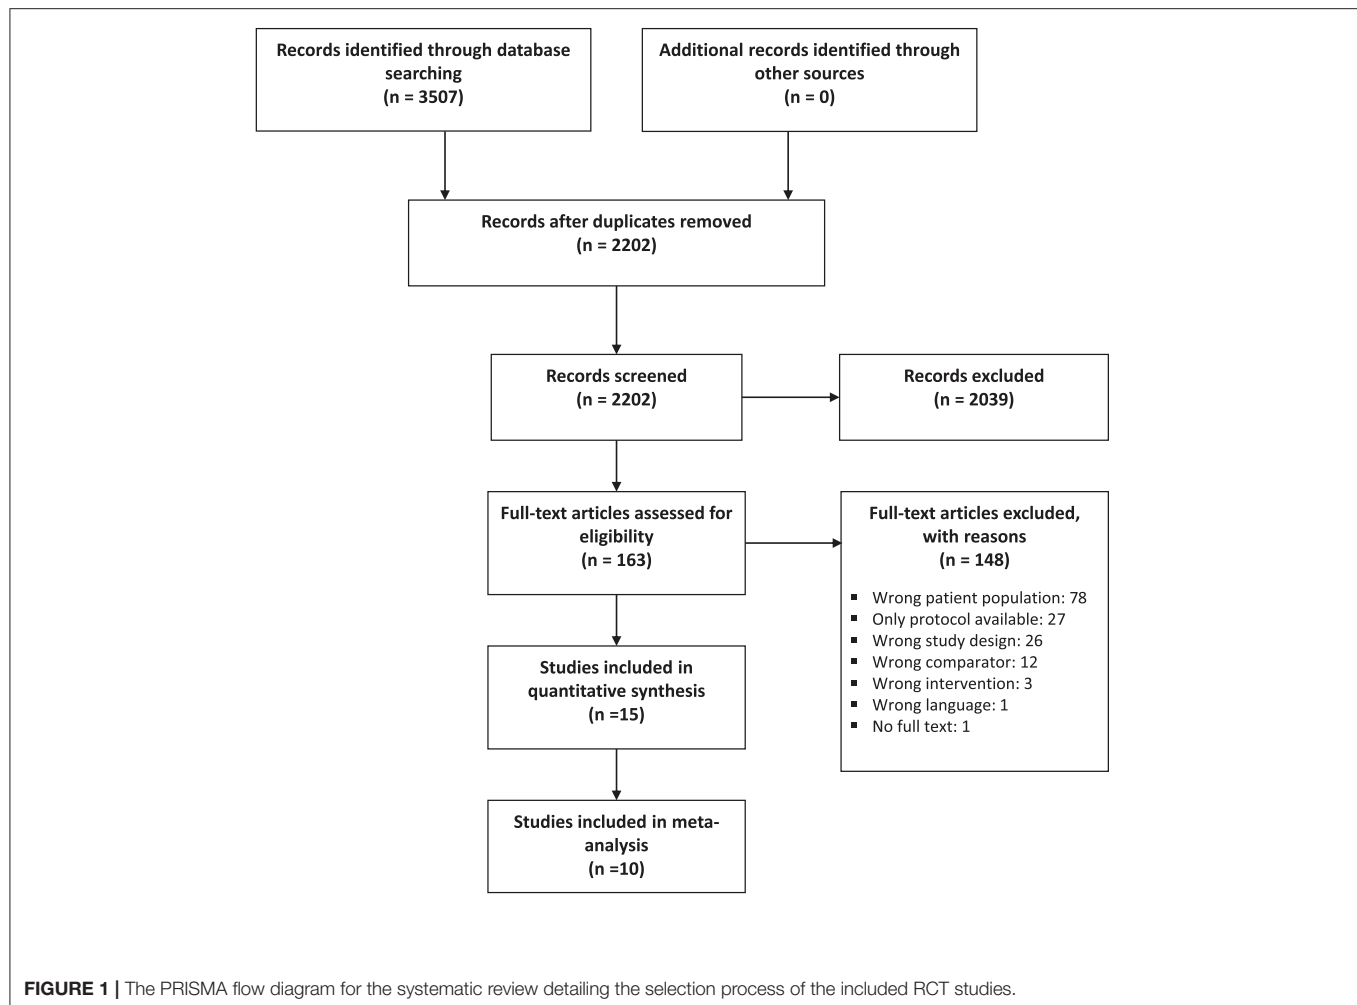 Records identified through database
searching
(n = 3507)
Additional records identified through
other sources
(n = 0)
Records after duplicates removed
(n = 2202)
Records screened
(n = 2202)
Records excluded
(n = 2039)
Full-text articles assessed for
eligibility
(n = 163)
Full-text articles excluded,
with reasons
(n = 148)
▪ Wrong patient population: 78
▪ Only protocol available: 27
▪ Wrong study design: 26
▪ Wrong comparator: 12
▪ Wrong intervention: 3
▪ Wrong language: 1
▪ No full text: 1
Studies included in
quantitative synthesis
(n =15)
Studies included in meta-
analysis
(n =10)
FIGURE 1 | The PRISMA flow diagram for the systematic review detailing the selection process of the included RCT studies.